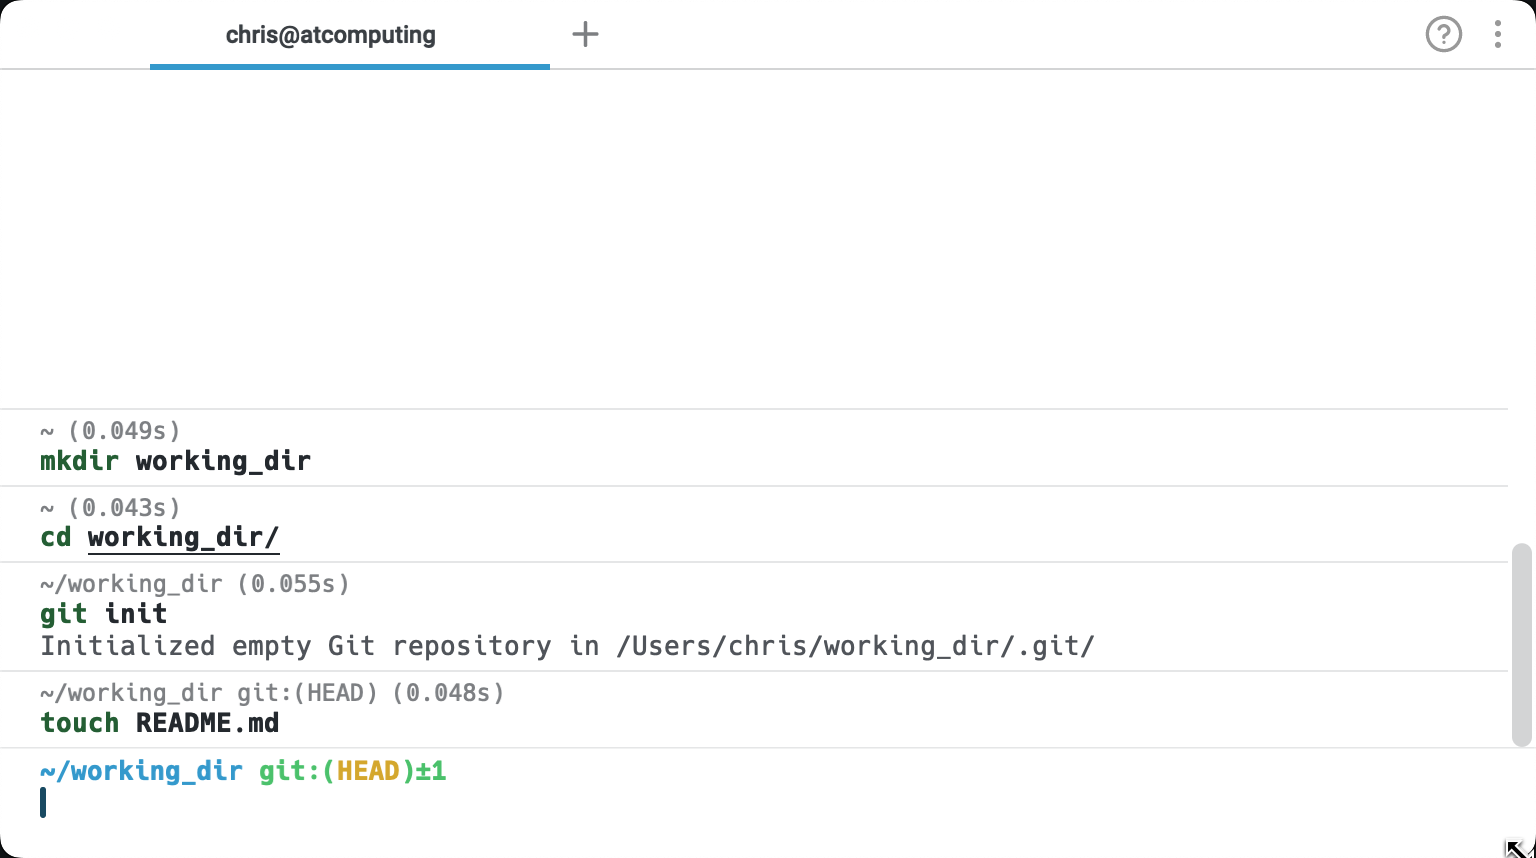 chris@atcomputing
~ (0.049s)
mkdir working_dir
~ (0.043s)
cd working_dir/
~/working_dir (0.055s)
git init
Initialized empty Git repository in /Users/chris/working_dir/.git/
~/working_dir git:(HEAD) (0.048s)
touch README.md
~/working_dir git:(HEAD)±1